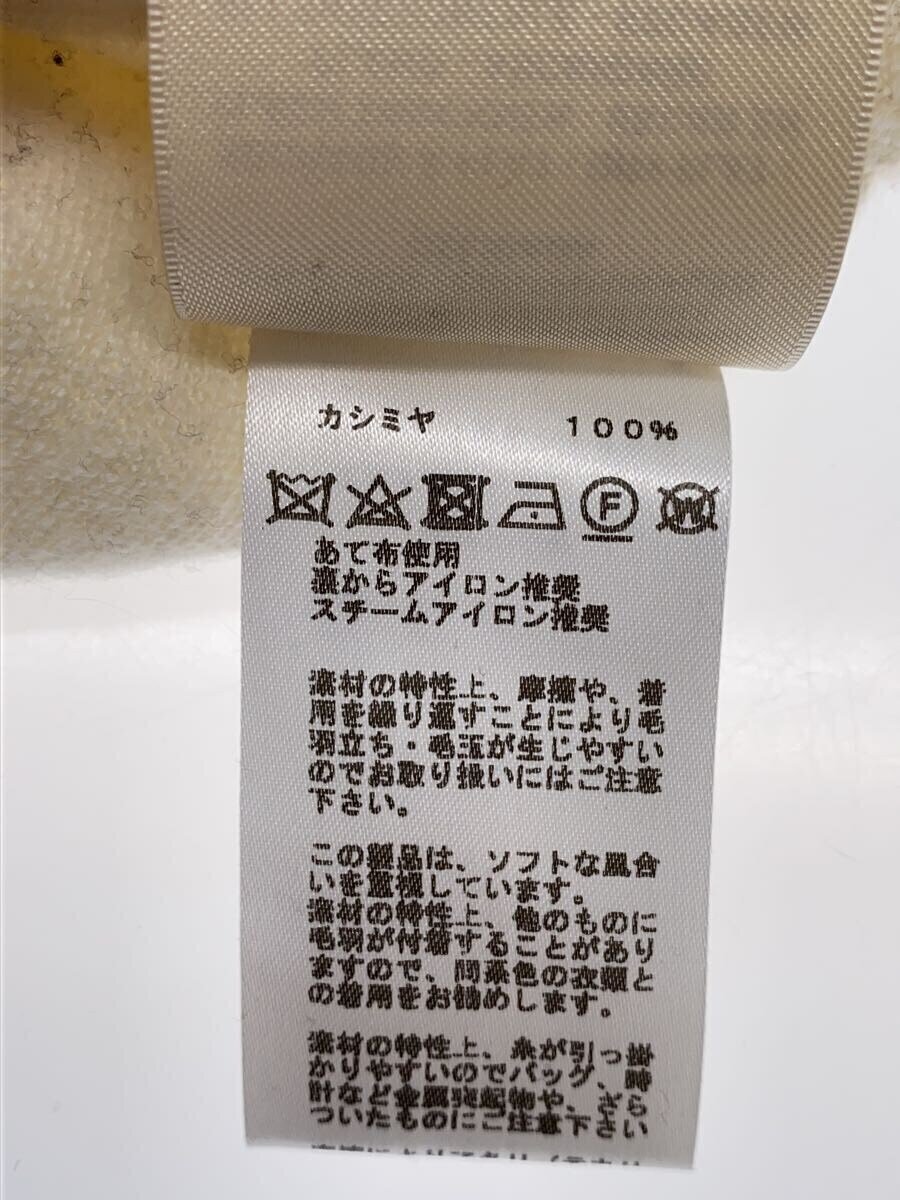 カシミヤ 100%
F W
あて布使用
裏からアイロン推奨
スチームアイロン推奨
素材の特性上、摩擦や、着
用を繰り返すことにより毛
羽立ち・毛玉が生じやすい
のでお取り扱いにはご注意
下さい。
この製品は、ソフトな風合
いを重視しています。
素材の特性上、他のものに
毛羽が付着することがあり
ますので、同系色の衣類と
の着用をお勧めします。
素材の特性上、糸が引っ掛
かりやすいのでバッグ、時
計など金属突起物や、ざら
ついたものにご注意下さい